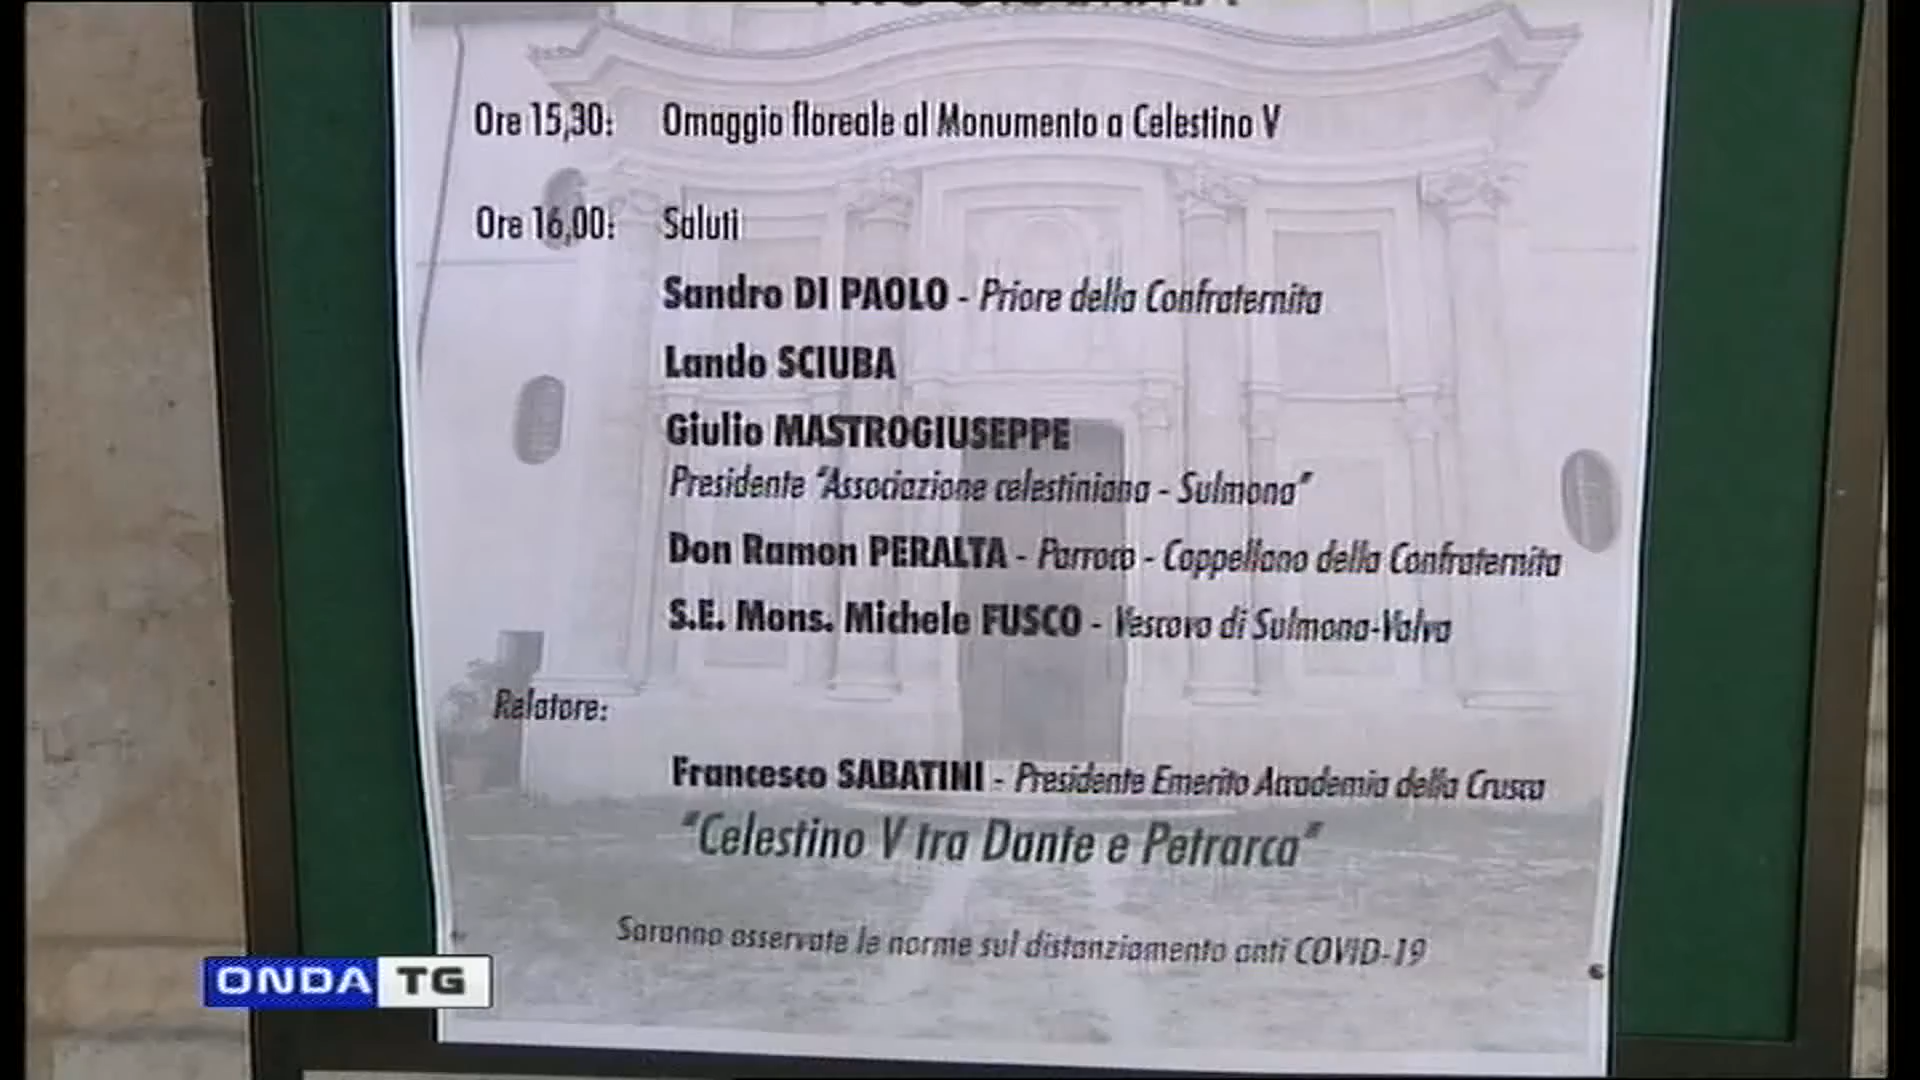 Ore 15,30: Omaggio floreale al Monumento a Celestino V
Ore 16,00: Saluti
Sandro DI PAOLO - Priore della Confraternita
Lando SCIUBA
Giulio MASTROGIUSEPPE
Presidente "Associazione celestiniana - Sulmona"
Don Ramon PERALTA - Parroco - Cappellano della Confraternita
S.E. Mons. Michele FUSCO - Vescovo di Sulmona-Valva
Relatore:
Francesco SABATINI - Presidente Emerito Accademia della Crusca
"Celestino V tra Dante e Petrarca"
Saranno osservate le norme sul distanziamento anti COVID-19
ONDA TG